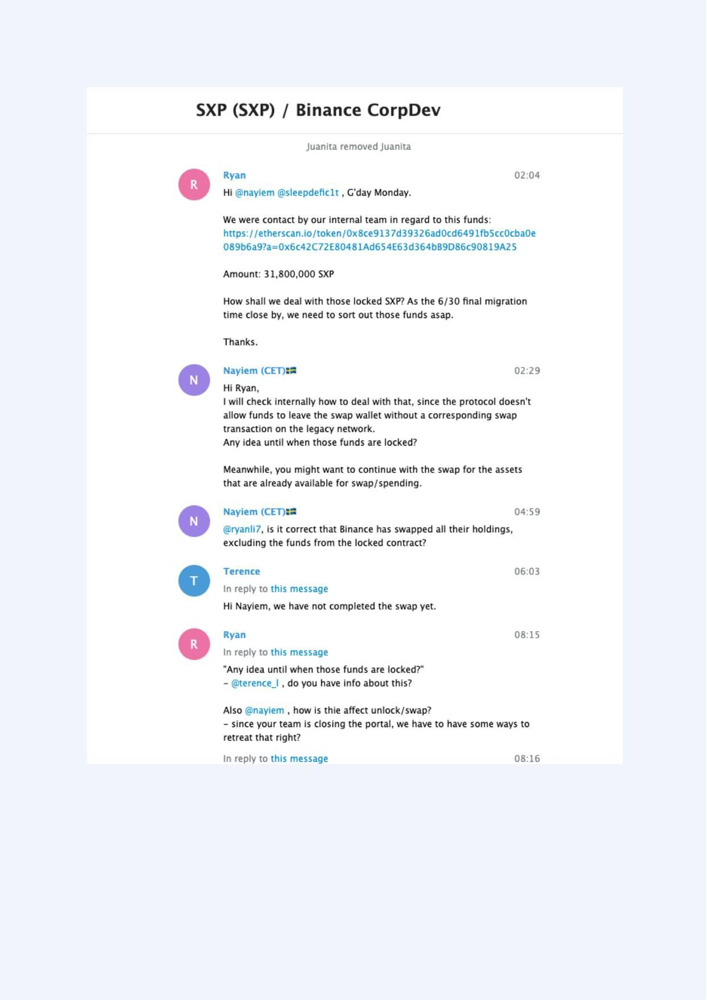 SXP (SXP) / Binance CorpDev
Juanita removed Juanita
R
Ryan 02:04
Hi @nayiem @sleepdefic1t , G'day Monday.
We were contact by our internal team in regard to this funds:
https://etherscan.io/token/0x8ce9137d39326ad0cd6491fb5cc0cba0e
089b6a9?a=0x6c42C72E80481Ad654E63d364bB9D86c90819A25
Amount: 31,800,000 SXP
How shall we deal with those locked SXP? As the 6/30 final migration
time close by, we need to sort out those funds asap.
Thanks.
N
Nayiem (CET)🇸🇪 02:29
Hi Ryan,
I will check internally how to deal with that, since the protocol doesn't
allow funds to leave the swap wallet without a corresponding swap
transaction on the legacy network.
Any idea until when those funds are locked?
Meanwhile, you might want to continue with the swap for the assets
that are already available for swap/spending.
N
Nayiem (CET)🇸🇪 04:59
@ryanli7, is it correct that Binance has swapped all their holdings,
excluding the funds from the locked contract?
T
Terence 06:03
In reply to this message
Hi Nayiem, we have not completed the swap yet.
R
Ryan 08:15
In reply to this message
"Any idea until when those funds are locked?"
- @terence_l , do you have info about this?
Also @nayiem , how is thie affect unlock/swap?
- since your team is closing the portal, we have to have some ways to
retreat that right?
In reply to this message 08:16